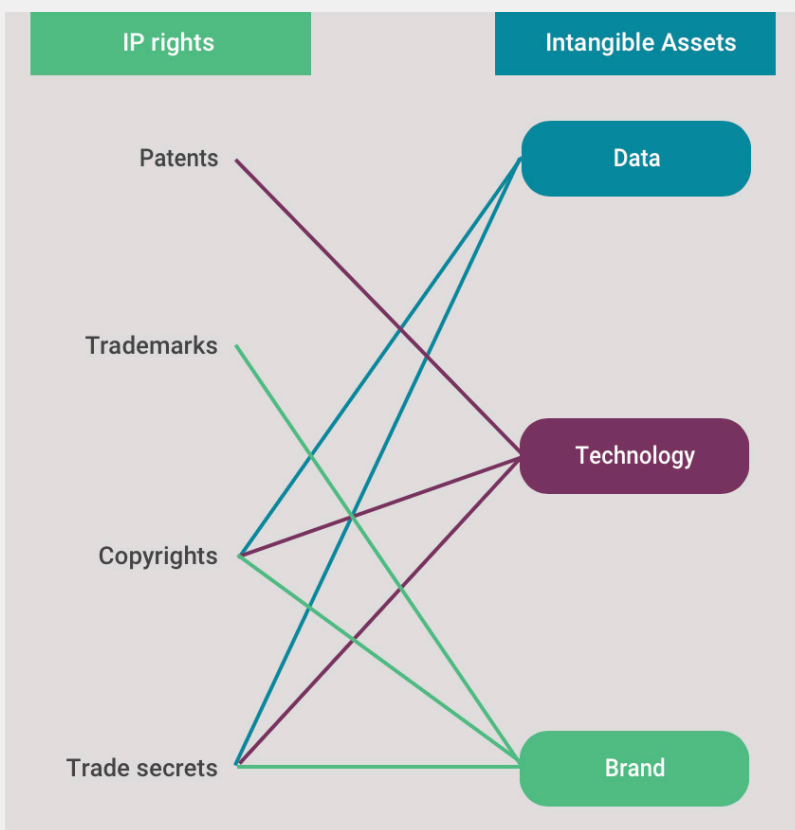 IP rights
Intangible Assets
Patents
Data
Trademarks
Technology
Copyrights
Trade secrets
Brand